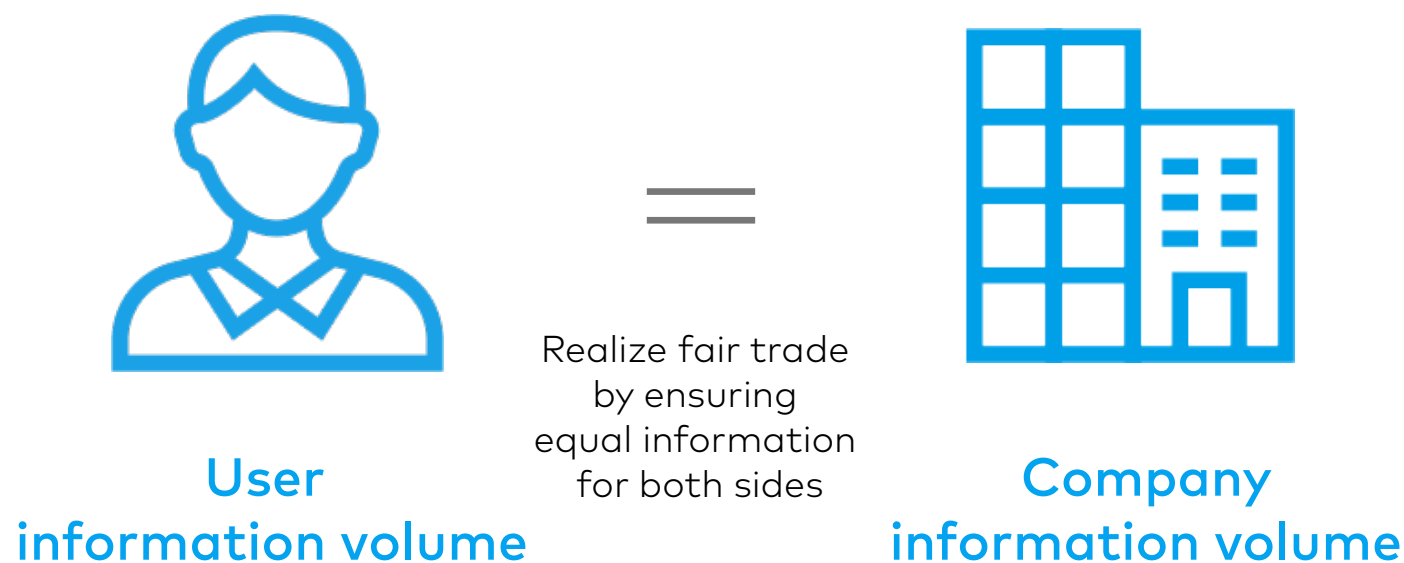 Realize fair trade
by ensuring
equal information
for both sides
User
information volume
Company
information volume